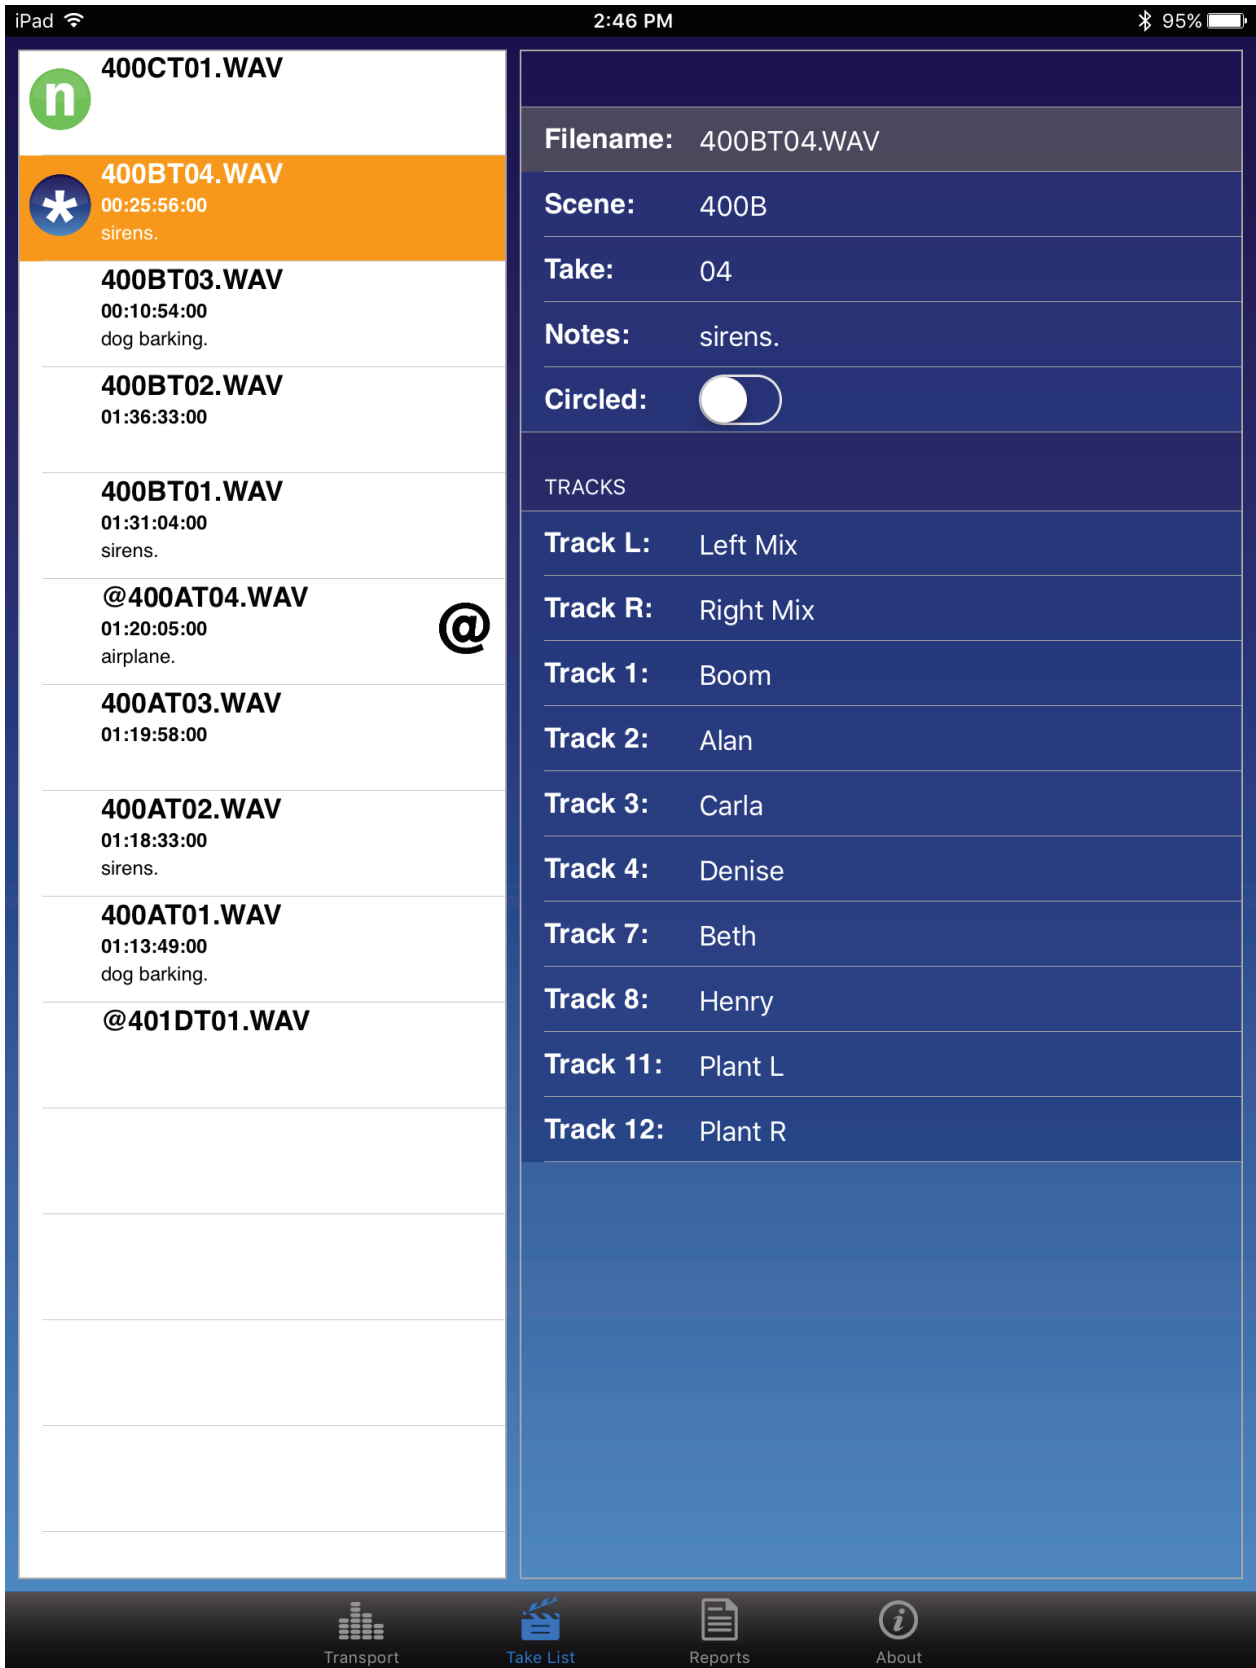 iPad
2:46 PM
95%
n
400CT01.WAV
*
400BT04.WAV
00:25:56:00
sirens.
400BT03.WAV
00:10:54:00
dog barking.
400BT02.WAV
01:36:33:00
400BT01.WAV
01:31:04:00
sirens.
@400AT04.WAV
01:20:05:00
airplane.
@
400AT03.WAV
01:19:58:00
400AT02.WAV
01:18:33:00
sirens.
400AT01.WAV
01:13:49:00
dog barking.
@401DT01.WAV
Filename: 400BT04.WAV
Scene: 400B
Take: 04
Notes: sirens.
Circled:
TRACKS
Track L: Left Mix
Track R: Right Mix
Track 1: Boom
Track 2: Alan
Track 3: Carla
Track 4: Denise
Track 7: Beth
Track 8: Henry
Track 11: Plant L
Track 12: Plant R
Transport
Take List
Reports
i
About